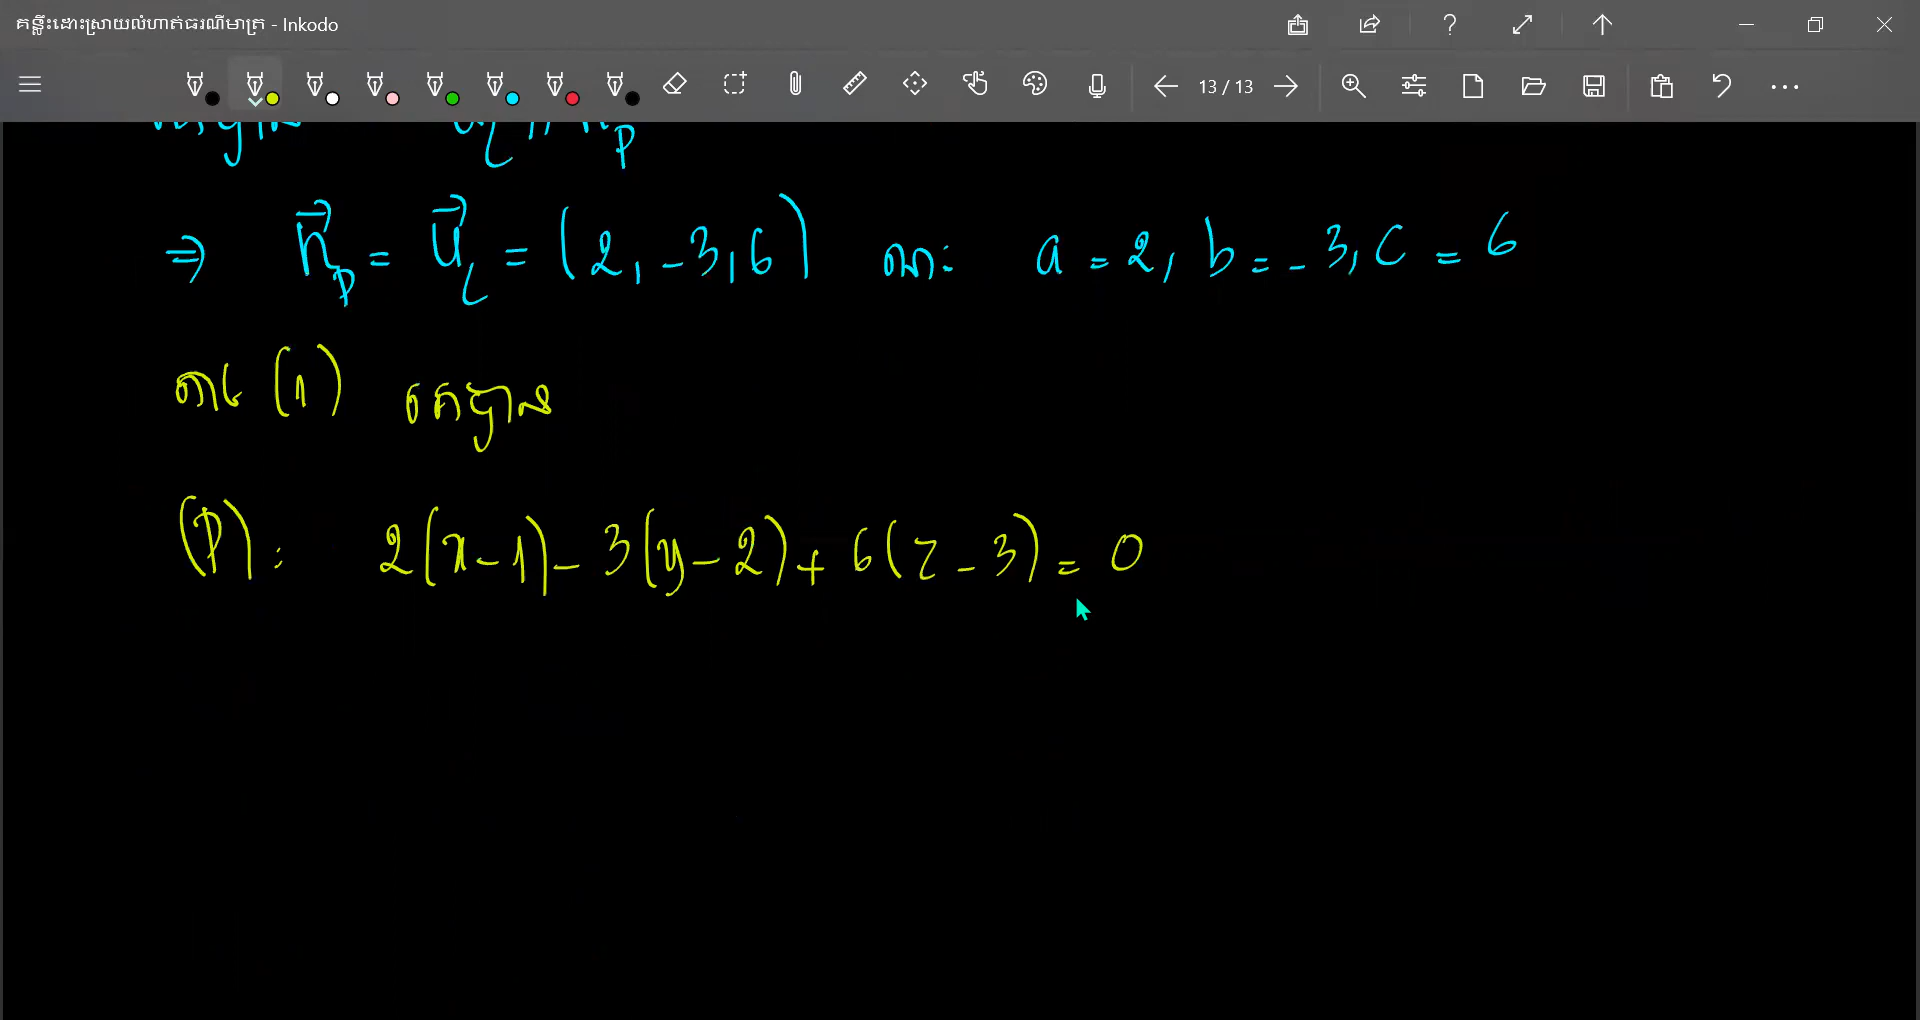 គន្លឹះដោះស្រាយលំហាត់ធរណីមាត្រ - Inkodo
13 / 13
⇒ n⃗_P = u⃗_L = (2, -3, 6) នោះ: a = 2, b = -3, c = 6
តាម (1) គេបាន
(P): 2(x - 1) - 3(y - 2) + 6(z - 3) = 0